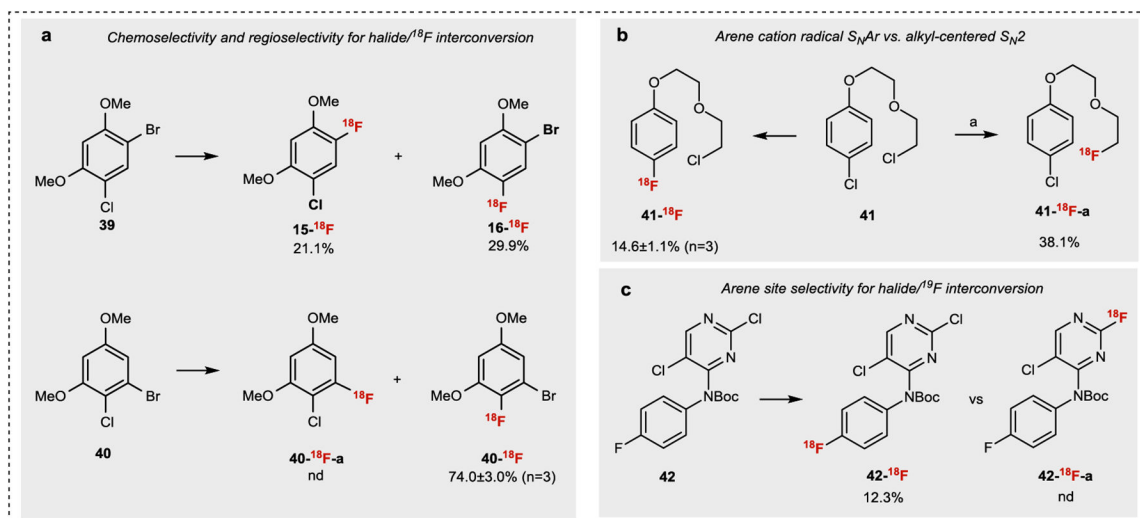 a Chemoselectivity and regioselectivity for halide/¹⁸F interconversion
OMe
Br
MeO
Cl
39
OMe
¹⁸F
MeO
Cl
15-¹⁸F
21.1%
+
OMe
Br
MeO
¹⁸F
16-¹⁸F
29.9%
OMe
MeO
Br
Cl
40
OMe
MeO
¹⁸F
Cl
40-¹⁸F-a
nd
+
OMe
MeO
Br
¹⁸F
40-¹⁸F
74.0±3.0% (n=3)
b Arene cation radical SNAr vs. alkyl-centered SN2
O
O
Cl
¹⁸F
41-¹⁸F
14.6±1.1% (n=3)
O
O
Cl
Cl
41
a
O
O
¹⁸F
Cl
41-¹⁸F-a
38.1%
c Arene site selectivity for halide/¹⁹F interconversion
N
Cl
N
Cl
NBoc
F
42
N
Cl
N
Cl
NBoc
¹⁸F
42-¹⁸F
12.3%
vs
N
¹⁸F
N
Cl
NBoc
F
42-¹⁸F-a
nd